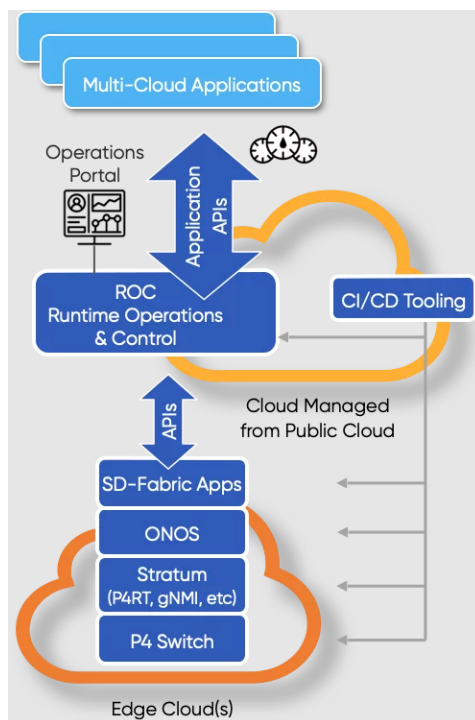 Multi-Cloud Applications
Operations
Portal
Application
APIs
ROC
Runtime Operations
& Control
CI/CD Tooling
APIs
Cloud Managed
from Public Cloud
SD-Fabric Apps
ONOS
Stratum
(P4RT, gNMI, etc)
P4 Switch
Edge Cloud(s)